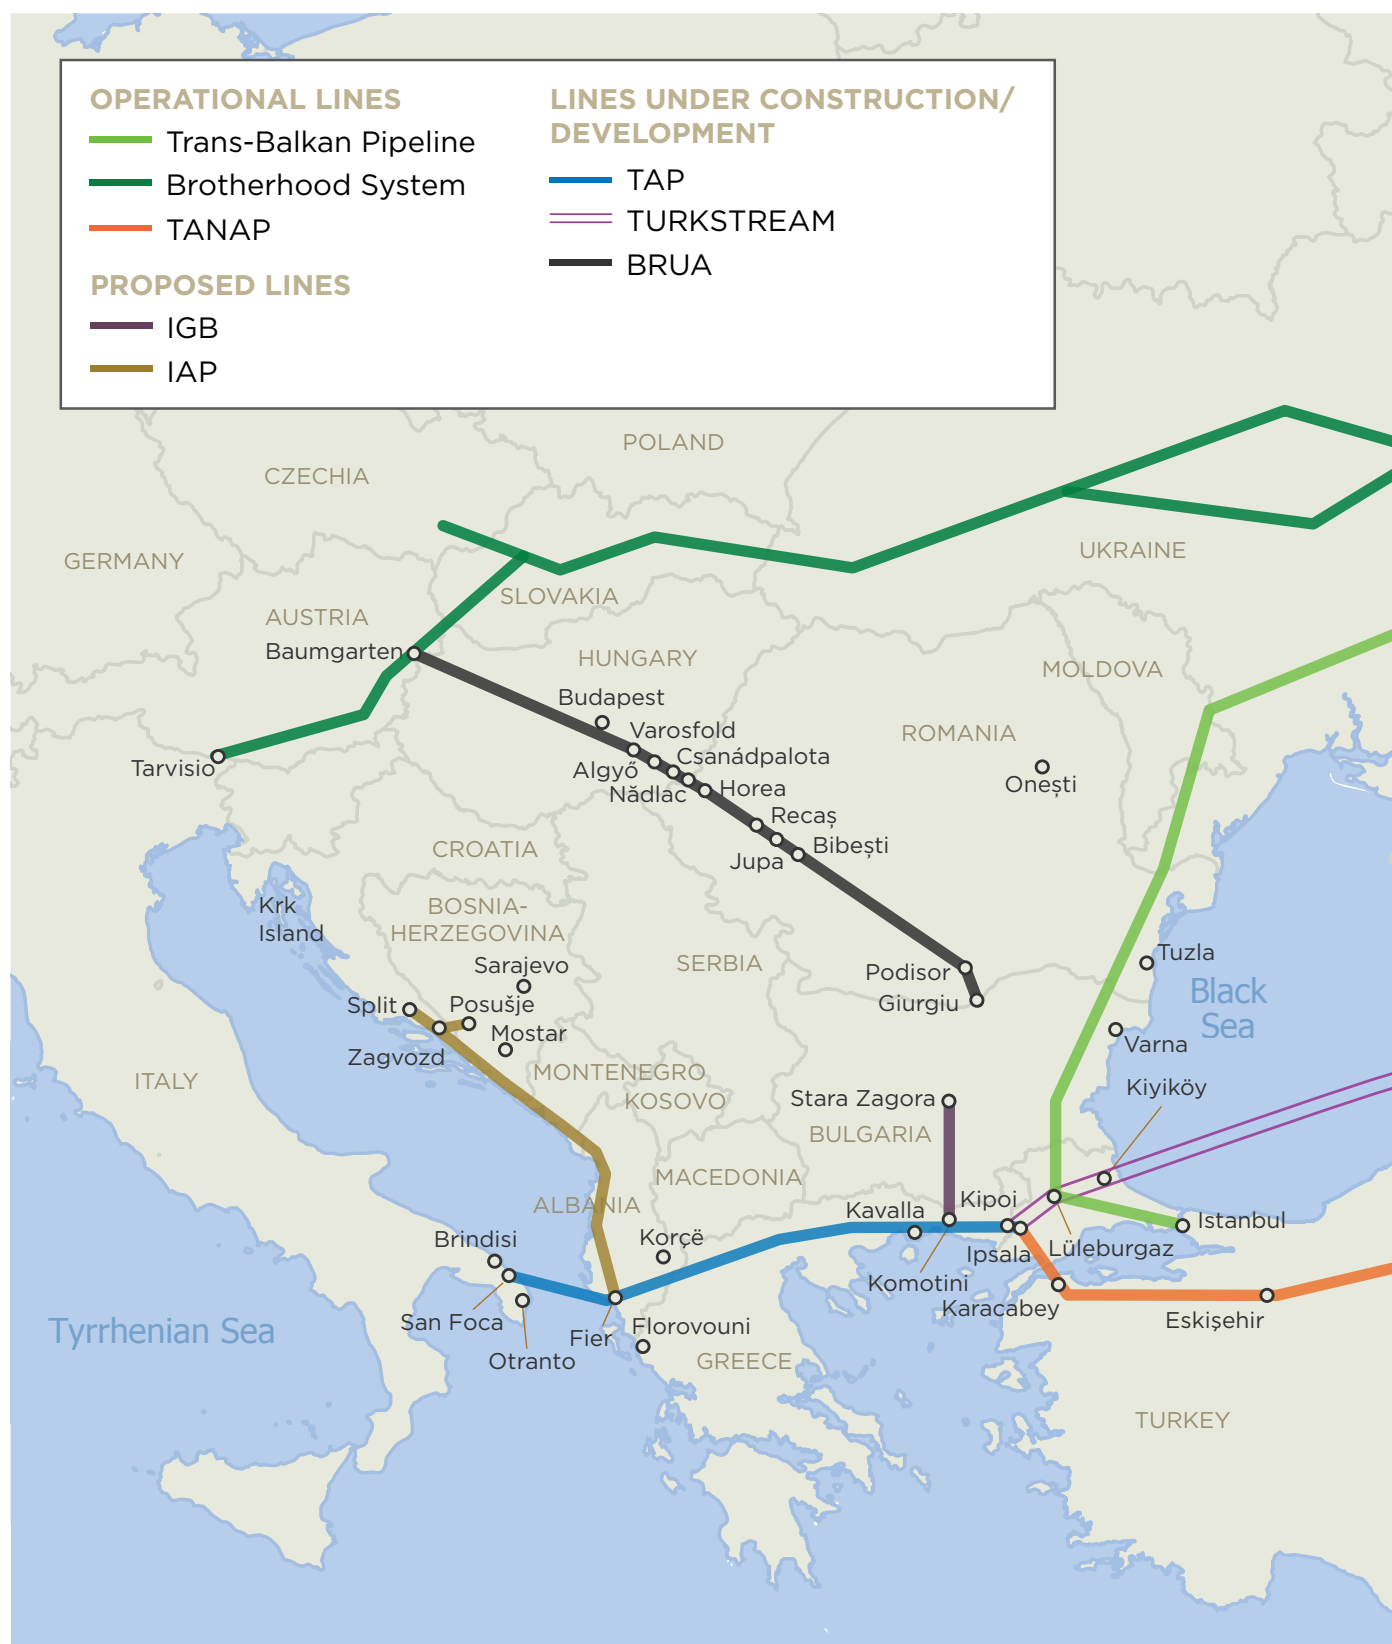 OPERATIONAL LINES
Trans-Balkan Pipeline
Brotherhood System
TANAP
PROPOSED LINES
IGB
IAP
LINES UNDER CONSTRUCTION/
DEVELOPMENT
TAP
TURKSTREAM
BRUA
POLAND
CZECHIA
UKRAINE
GERMANY
SLOVAKIA
AUSTRIA
Baumgarten
HUNGARY
MOLDOVA
Budapest
Varosfold
ROMANIA
Csanádpalota
Tarvisio
Algyő
Onești
Nădlac
Horea
Recaș
CROATIA
Jupa
Bibești
Krk
Island
BOSNIA-
HERZEGOVINA
Tuzla
Sarajevo
SERBIA
Podisor
Black
Sea
Split
Posušje
Giurgiu
Mostar
Varna
Zagvozd
MONTENEGRO
ITALY
Kiyiköy
KOSOVO
Stara Zagora
BULGARIA
MACEDONIA
Kipoi
ALBANIA
Kavalla
Istanbul
Korçë
Brindisi
Ipsala
Lüleburgaz
Komotini
Karacabey
San Foca
Eskişehir
Tyrrhenian Sea
Fier
Florovouni
Otranto
GREECE
TURKEY